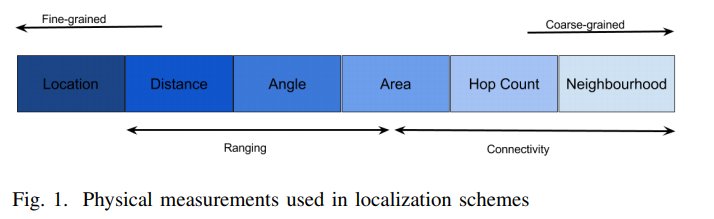 Fine-grained
Coarse-grained
Location Distance Angle Area Hop Count Neighbourhood
Ranging Connectivity
Fig. 1. Physical measurements used in localization schemes